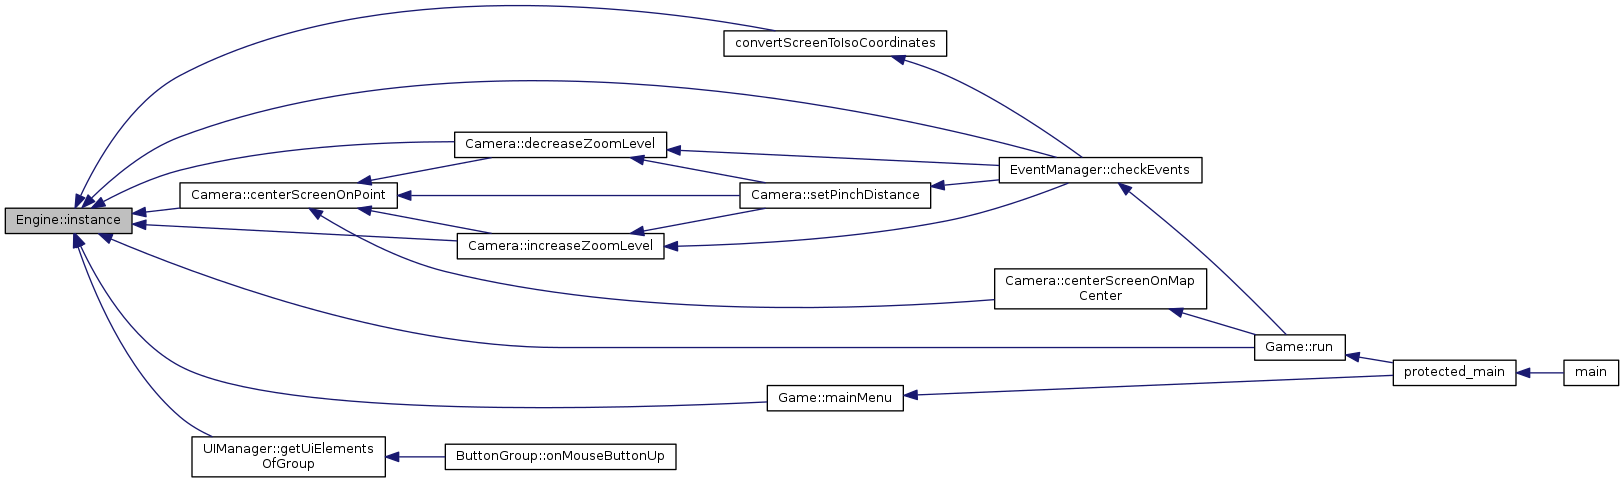 convertScreenToIsoCoordinates
Camera::decreaseZoomLevel
EventManager::checkEvents
Camera::centerScreenOnPoint
Camera::setPinchDistance
Engine::instance
Camera::increaseZoomLevel
Camera::centerScreenOnMap
Center
Game::run
protected_main
main
Game::mainMenu
UIManager::getUiElements
OfGroup
ButtonGroup::onMouseButtonUp